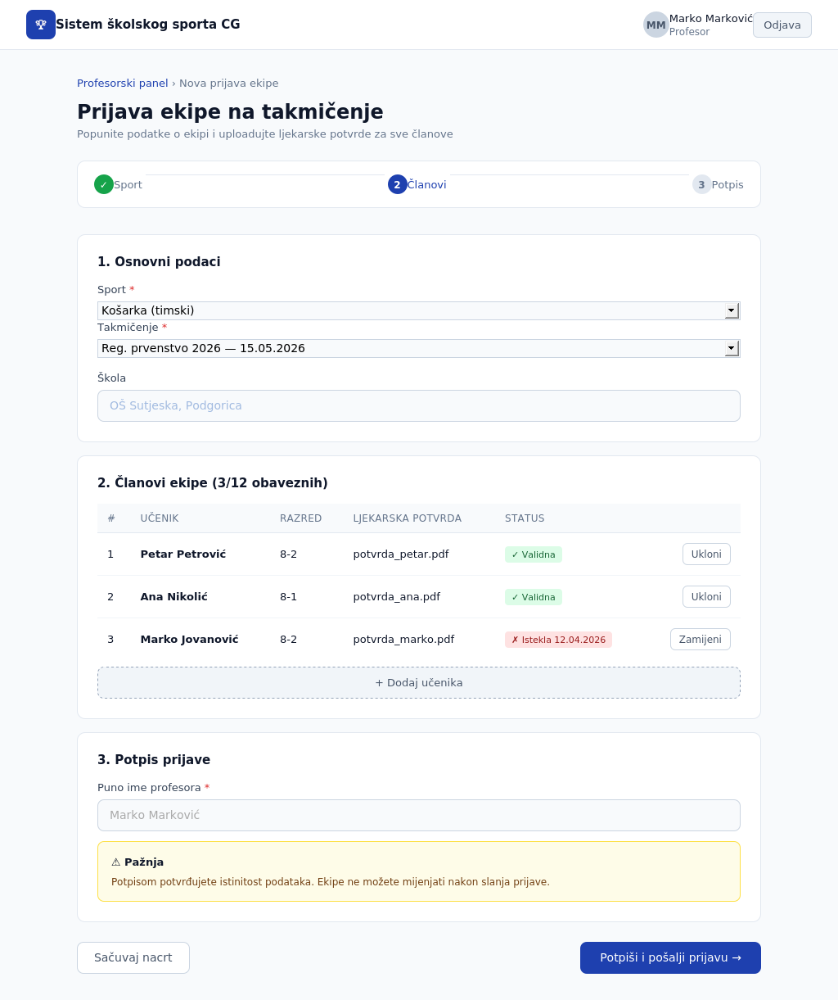 Sistem školskog sporta CG
MM
Marko Marković
Profesor
Odjava
Profesorski panel › Nova prijava ekipe
Prijava ekipe na takmičenje
Popunite podatke o ekipi i uploadujte ljekarske potvrde za sve članove
✓ Sport
2 Članovi
3 Potpis
1. Osnovni podaci
Sport *
Košarka (timski)
Takmičenje *
Reg. prvenstvo 2026 — 15.05.2026
Škola
OŠ Sutjeska, Podgorica
2. Članovi ekipe (3/12 obaveznih)
# UČENIK RAZRED LJEKARSKA POTVRDA STATUS
1 Petar Petrović 8-2 potvrda_petar.pdf ✓ Validna Ukloni
2 Ana Nikolić 8-1 potvrda_ana.pdf ✓ Validna Ukloni
3 Marko Jovanović 8-2 potvrda_marko.pdf ✗ Istekla 12.04.2026 Zamijeni
+ Dodaj učenika
3. Potpis prijave
Puno ime profesora *
Marko Marković
⚠ Pažnja
Potpisom potvrđujete istinitost podataka. Ekipe ne možete mijenjati nakon slanja prijave.
Sačuvaj nacrt
Potpiši i pošalji prijavu →